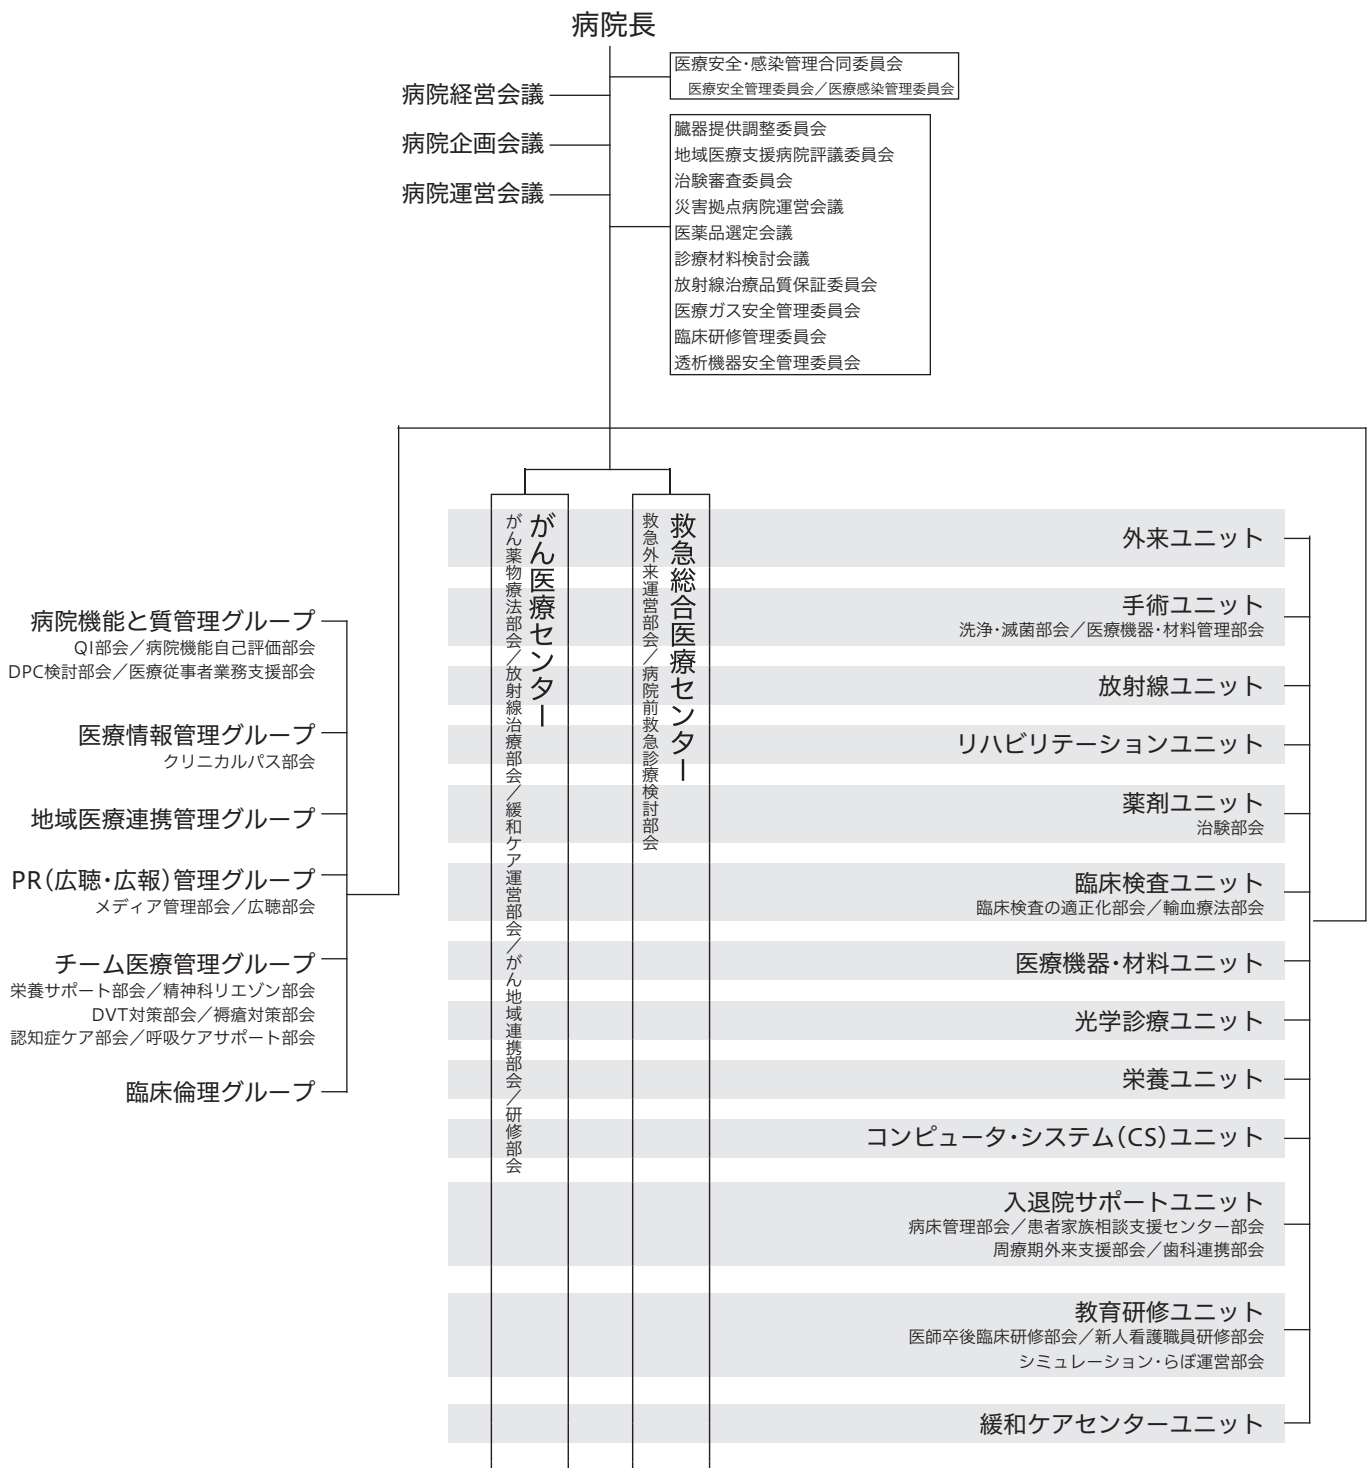 病院長
病院経営会議
病院企画会議
病院運営会議
医療安全・感染管理合同委員会
医療安全管理委員会／医療感染管理委員会
臓器提供調整委員会
地域医療支援病院評議委員会
治験審査委員会
災害拠点病院運営会議
医薬品選定会議
診療材料検討会議
放射線治療品質保証委員会
医療ガス安全管理委員会
臨床研修管理委員会
透析機器安全管理委員会
病院機能と質管理グループ
QI部会／病院機能自己評価部会
DPC検討部会／医療従事者業務支援部会
医療情報管理グループ
クリニカルパス部会
地域医療連携管理グループ
PR（広聴・広報）管理グループ
メディア管理部会／広聴部会
チーム医療管理グループ
栄養サポート部会／精神科リエゾン部会
DVT対策部会／褥瘡対策部会
認知症ケア部会／呼吸ケアサポート部会
臨床倫理グループ
がん医療センター
がん薬物療法部会／放射線治療部会／緩和ケア運営部会／がん地域連携部会／研修部会
救急総合医療センター
救急外来運営部会／病院前救急診療検討部会
外来ユニット
手術ユニット
洗浄・滅菌部会／医療機器・材料管理部会
放射線ユニット
リハビリテーションユニット
薬剤ユニット
治験部会
臨床検査ユニット
臨床検査の適正化部会／輸血療法部会
医療機器・材料ユニット
光学診療ユニット
栄養ユニット
コンピュータ・システム（CS）ユニット
入退院サポートユニット
病床管理部会／患者家族相談支援センター部会
周療期外来支援部会／歯科連携部会
教育研修ユニット
医師卒後臨床研修部会／新人看護職員研修部会
シミュレーション・らぼ運営部会
緩和ケアセンターユニット